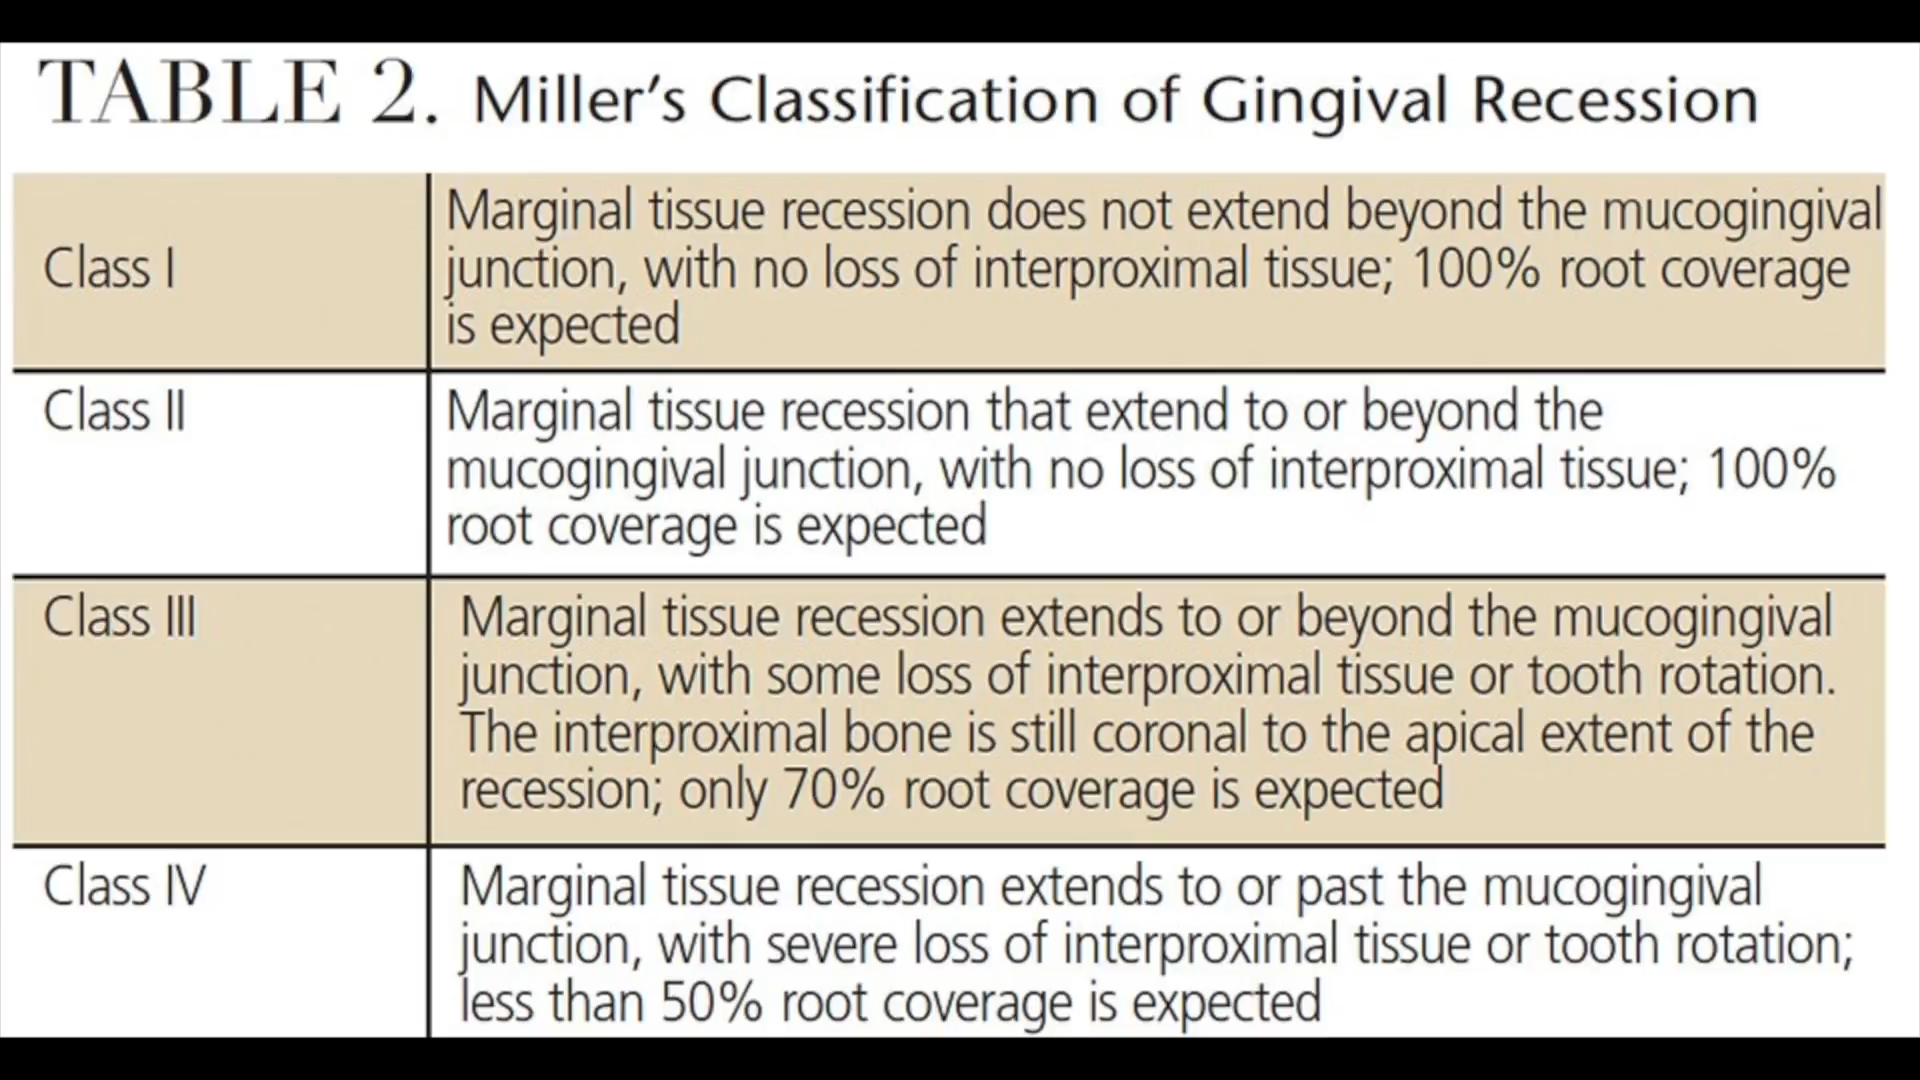 TABLE 2. Miller's Classification of Gingival Recession
Class I
Marginal tissue recession does not extend beyond the mucogingival
junction, with no loss of interproximal tissue; 100% root coverage
is expected
Class II
Marginal tissue recession that extend to or beyond the
mucogingival junction, with no loss of interproximal tissue; 100%
root coverage is expected
Class III
Marginal tissue recession extends to or beyond the mucogingival
junction, with some loss of interproximal tissue or tooth rotation.
The interproximal bone is still coronal to the apical extent of the
recession; only 70% root coverage is expected
Class IV
Marginal tissue recession extends to or past the mucogingival
junction, with severe loss of interproximal tissue or tooth rotation;
less than 50% root coverage is expected